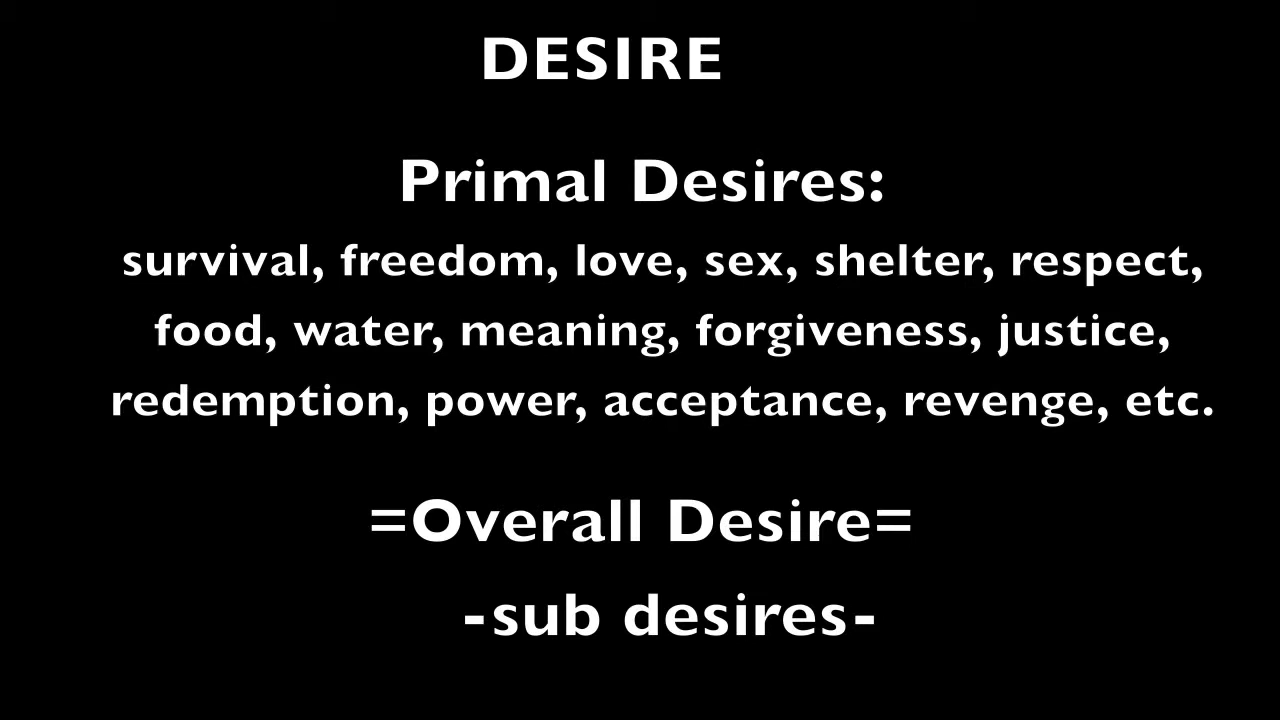 DESIRE
Primal Desires:
survival, freedom, love, sex, shelter, respect,
food, water, meaning, forgiveness, justice,
redemption, power, acceptance, revenge, etc.
=Overall Desire=
-sub desires-